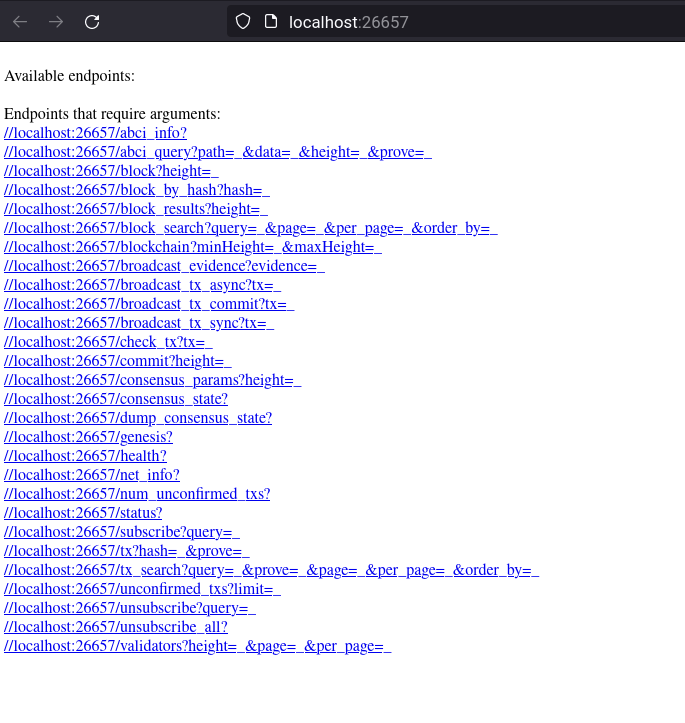 localhost:26657
Available endpoints:
Endpoints that require arguments:
//localhost:26657/abci_info?
//localhost:26657/abci_query?path=_&data=_&height=_&prove=_
//localhost:26657/block?height=_
//localhost:26657/block_by_hash?hash=_
//localhost:26657/block_results?height=_
//localhost:26657/block_search?query=_&page=_&per_page=_&order_by=_
//localhost:26657/blockchain?minHeight=_&maxHeight=_
//localhost:26657/broadcast_evidence?evidence=_
//localhost:26657/broadcast_tx_async?tx=_
//localhost:26657/broadcast_tx_commit?tx=_
//localhost:26657/broadcast_tx_sync?tx=_
//localhost:26657/check_tx?tx=_
//localhost:26657/commit?height=_
//localhost:26657/consensus_params?height=_
//localhost:26657/consensus_state?
//localhost:26657/dump_consensus_state?
//localhost:26657/genesis?
//localhost:26657/health?
//localhost:26657/net_info?
//localhost:26657/num_unconfirmed_txs?
//localhost:26657/status?
//localhost:26657/subscribe?query=_
//localhost:26657/tx?hash=_&prove=_
//localhost:26657/tx_search?query=_&prove=_&page=_&per_page=_&order_by=_
//localhost:26657/unconfirmed_txs?limit=_
//localhost:26657/unsubscribe?query=_
//localhost:26657/unsubscribe_all?
//localhost:26657/validators?height=_&page=_&per_page=_